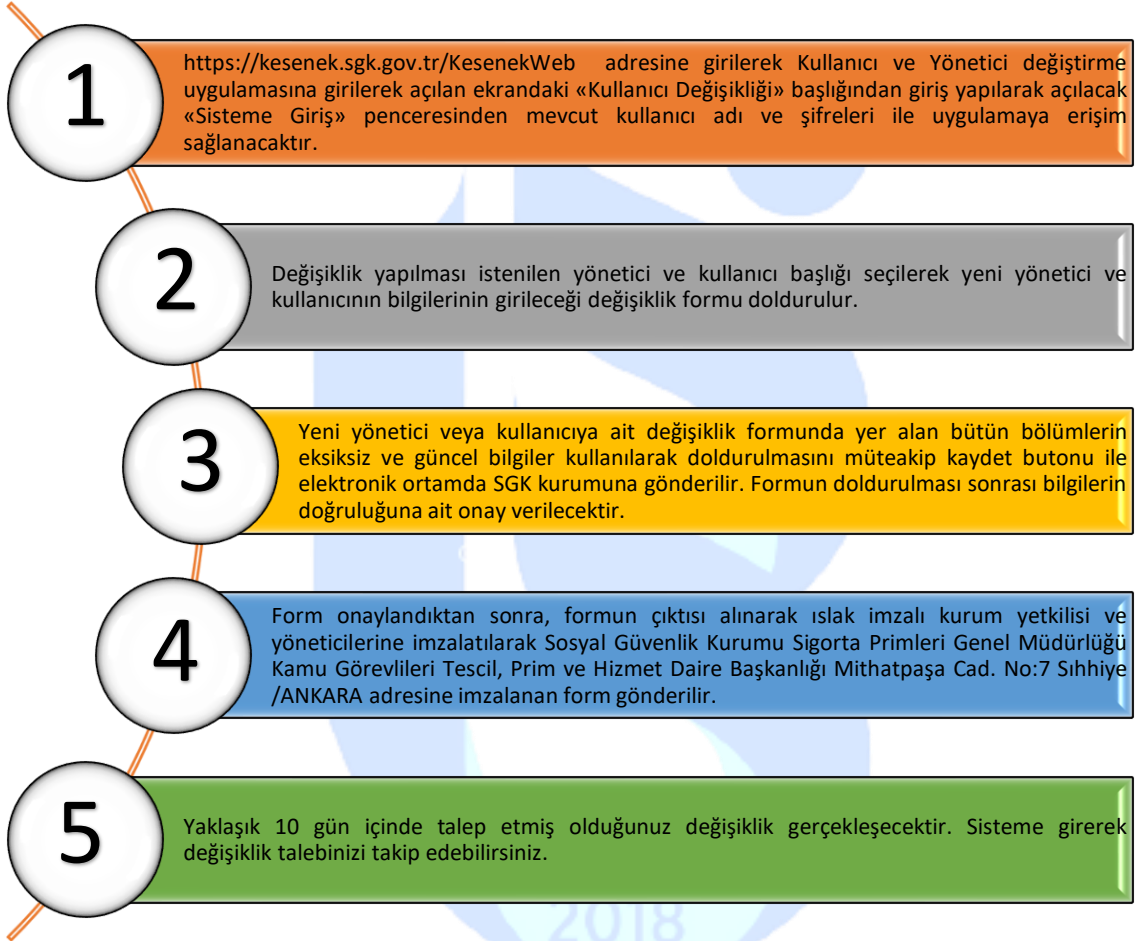 1
https://kesenek.sgk.gov.tr/KesenekWeb adresine girilerek Kullanıcı ve Yönetici değiştirme
uygulamasına girilerek açılan ekrandaki «Kullanıcı Değişikliği» başlığından giriş yapılarak açılacak
«Sisteme Giriş» penceresinden mevcut kullanıcı adı ve şifreleri ile uygulamaya erişim
sağlanacaktır.
2
Değişiklik yapılması istenilen yönetici ve kullanıcı başlığı seçilerek yeni yönetici ve
kullanıcının bilgilerinin girileceği değişiklik formu doldurulur.
3
Yeni yönetici veya kullanıcıya ait değişiklik formunda yer alan bütün bölümlerin
eksiksiz ve güncel bilgiler kullanılarak doldurulmasını müteakip kaydet butonu ile
elektronik ortamda SGK kurumuna gönderilir. Formun doldurulması sonrası bilgilerin
doğruluğuna ait onay verilecektir.
4
Form onaylandıktan sonra, formun çıktısı alınarak ıslak imzalı kurum yetkilisi ve
yöneticilerine imzalatılarak Sosyal Güvenlik Kurumu Sigorta Primleri Genel Müdürlüğü
Kamu Görevlileri Tescil, Prim ve Hizmet Daire Başkanlığı Mithatpaşa Cad. No:7 Sıhhiye
/ANKARA adresine imzalanan form gönderilir.
5
Yaklaşık 10 gün içinde talep etmiş olduğunuz değişiklik gerçekleşecektir. Sisteme girerek
değişiklik talebinizi takip edebilirsiniz.
2018